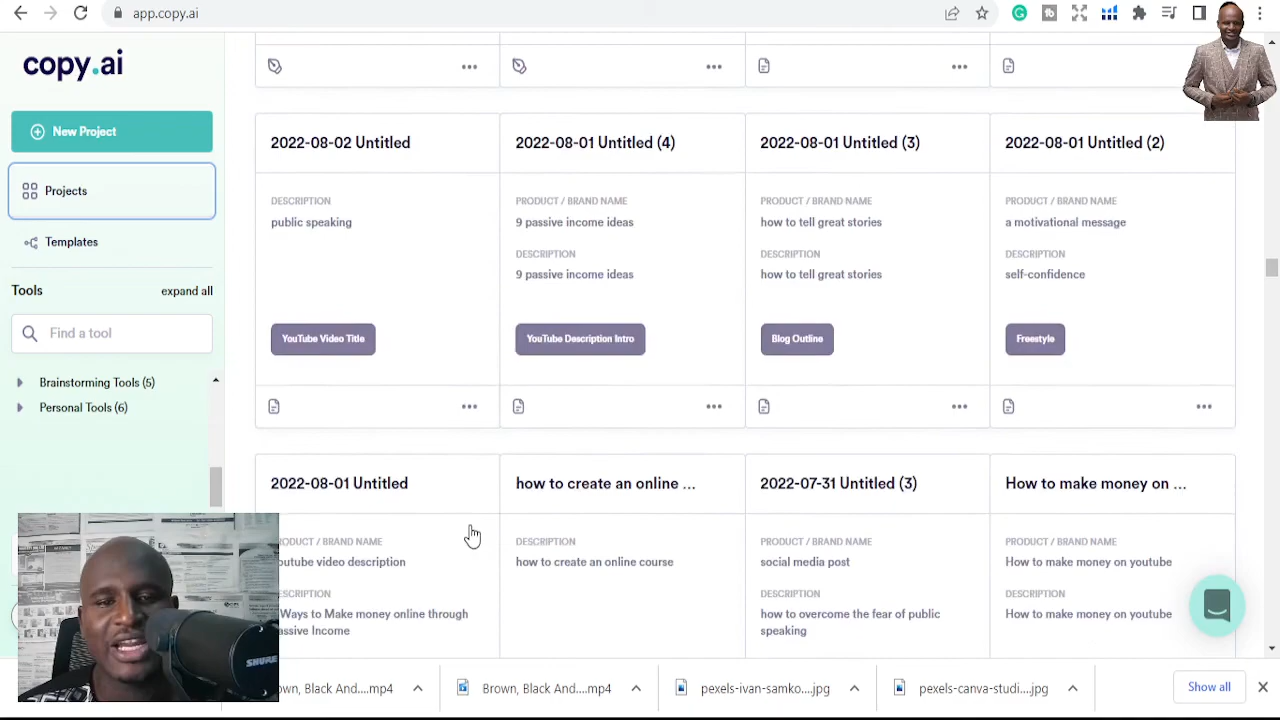 app.copy.ai
copy.ai
New Project
Projects
Templates
Tools
expand all
Find a tool
Brainstorming Tools (5)
Personal Tools (6)
2022-08-02 Untitled
DESCRIPTION
public speaking
YouTube Video Title
2022-08-01 Untitled (4)
PRODUCT / BRAND NAME
9 passive income ideas
DESCRIPTION
9 passive income ideas
YouTube Description Intro
2022-08-01 Untitled (3)
PRODUCT / BRAND NAME
how to tell great stories
DESCRIPTION
how to tell great stories
Blog Outline
2022-08-01 Untitled (2)
PRODUCT / BRAND NAME
a motivational message
DESCRIPTION
self-confidence
Freestyle
2022-08-01 Untitled
RODUCT / BRAND NAME
outube video description
ESCRIPTION
Ways to Make money online through
assive Income
how to create an online ...
DESCRIPTION
how to create an online course
2022-07-31 Untitled (3)
PRODUCT / BRAND NAME
social media post
DESCRIPTION
how to overcome the fear of public
speaking
How to make money on ...
PRODUCT / BRAND NAME
How to make money on youtube
DESCRIPTION
How to make money on youtube
SHURE
own, Black And....mp4
Brown, Black And....mp4
pexels-ivan-samko....jpg
pexels-canva-studi....jpg
Show all